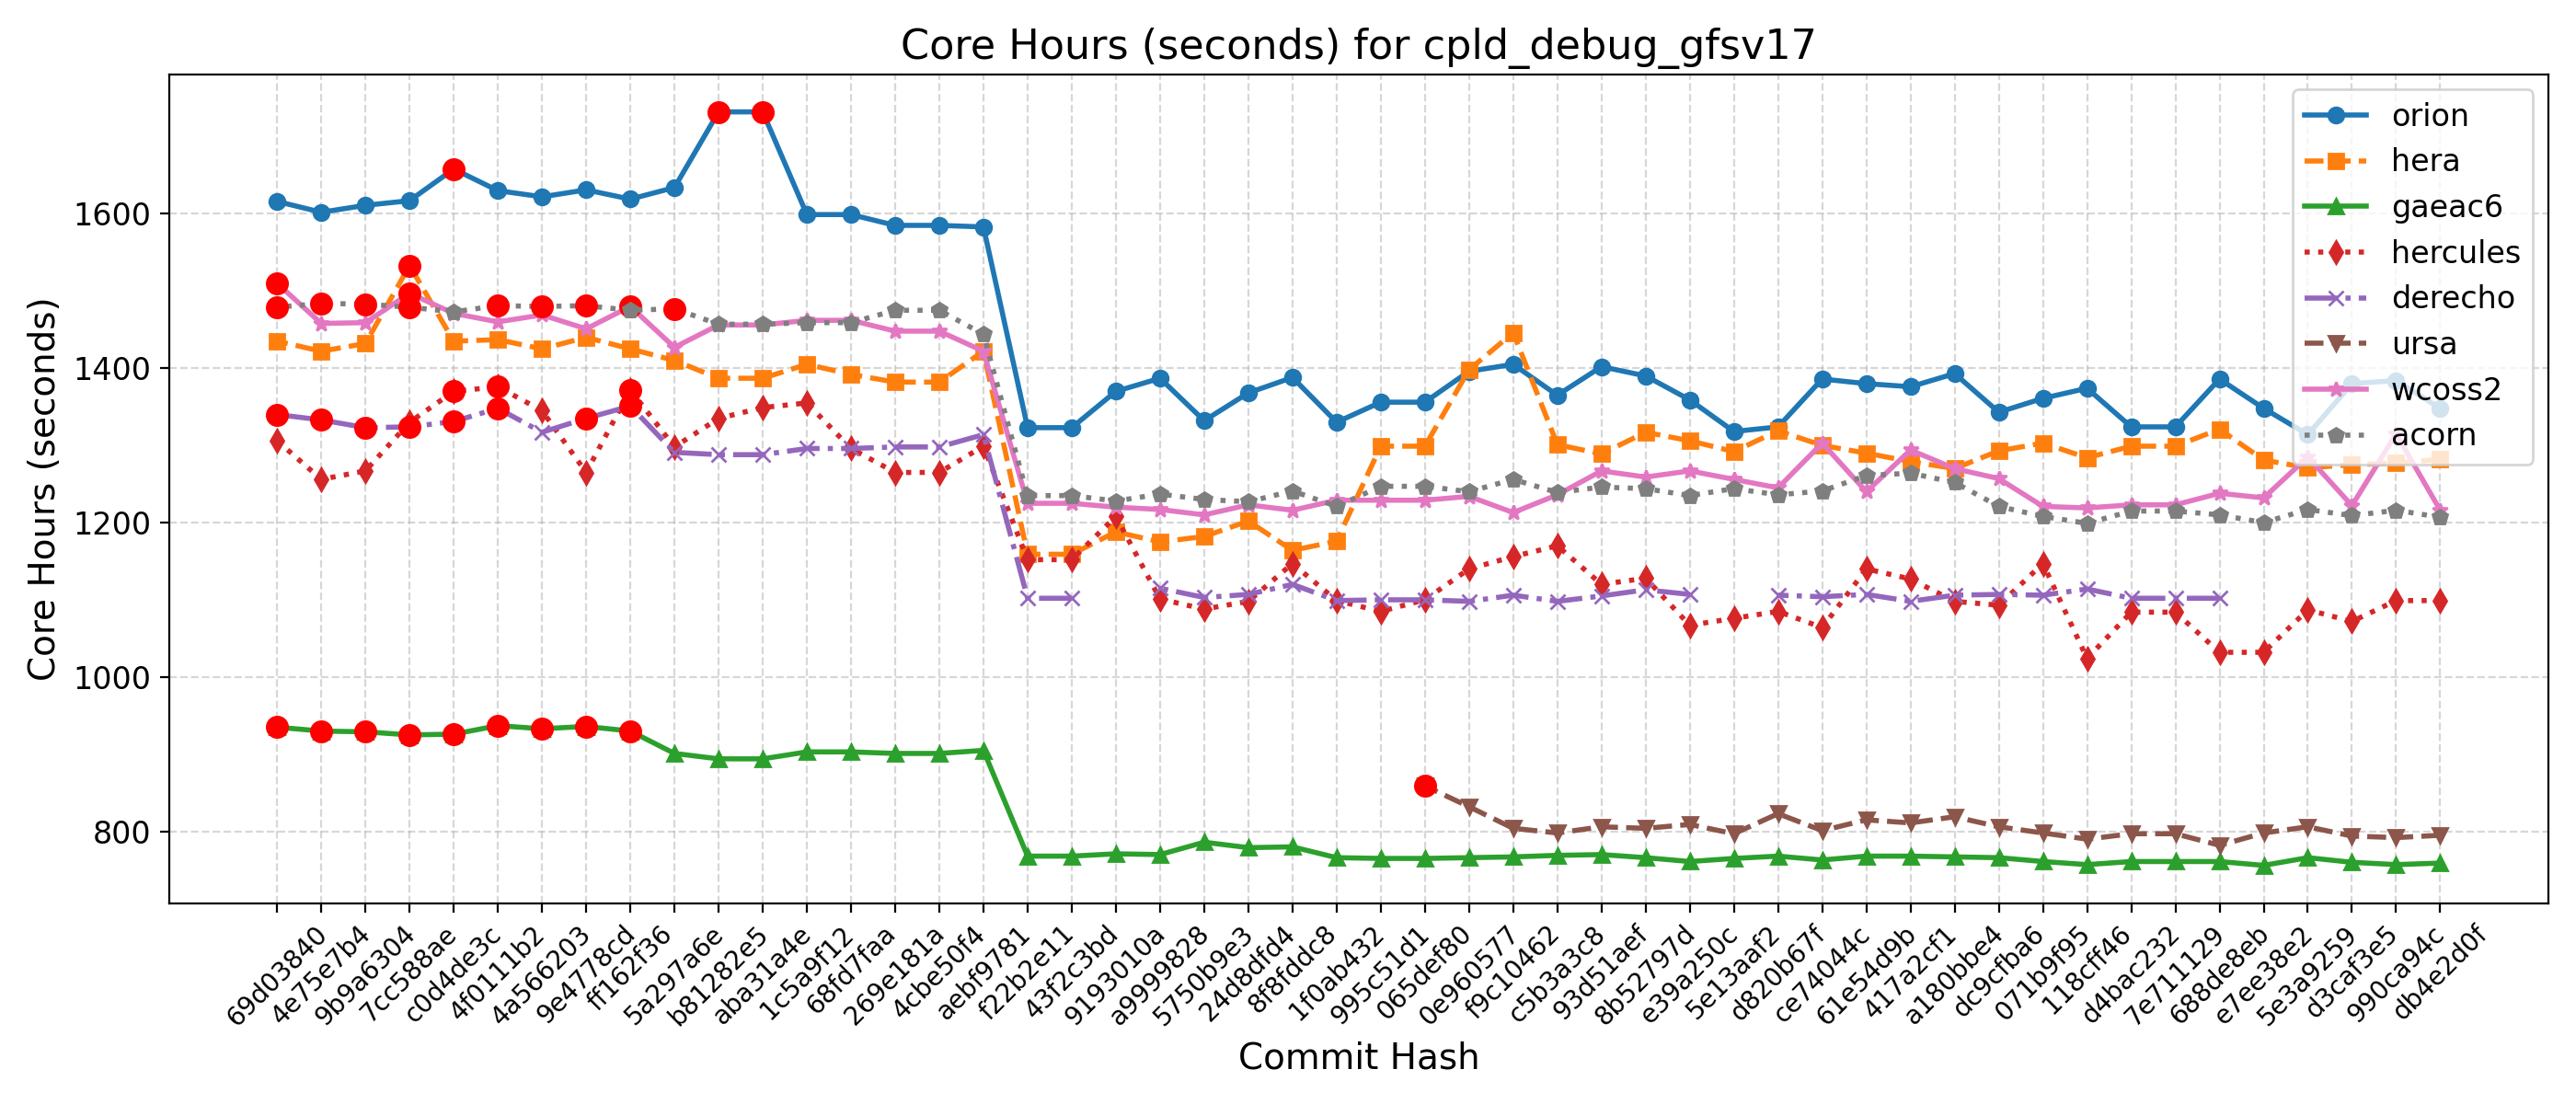 Core Hours (seconds) for cpld_debug_gfsv17
Core Hours (seconds)
1600
1400
1200
1000
800
orion
hera
gaeac6
hercules
derecho
ursa
wcoss2
acorn
69d03840
4e75e7b4
9b9a6304
7cc588ae
c0d4de3c
4f0111b2
4a566203
9e4778cd
ff162f36
5a297a6e
b81282e5
aba31a4e
1c5a9f12
68fd7faa
269e181a
4cbe50f4
aebf9781
f22b2e11
43f2c3bd
9193010a
a9999828
5750b9e3
24d8dfd4
8f8fddc8
1f0ab432
995c51d1
065def80
0e960577
f9c10462
c5b3a3c8
93d51aef
8b52797d
e39a250c
5e13aaf2
d820b67f
ce74044c
61e54d9b
417a2cf1
a180bbe4
dc9cfba6
071b9f95
118cff46
d4bac232
7e711129
688de8eb
e7ee38e2
5e3a9259
d3caf3e5
990ca94c
db4e2d0f
Commit Hash